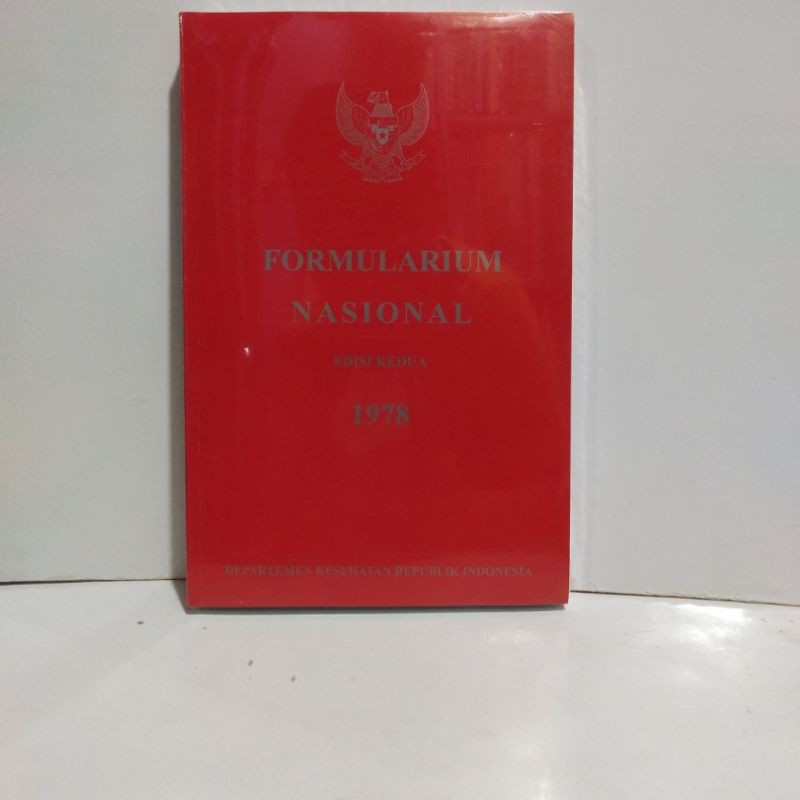 FORMULARIUM
NASIONAL
EDISI KEDUA
1978
DEPARTEMEN KESEHATAN REPUBLIK INDONESIA